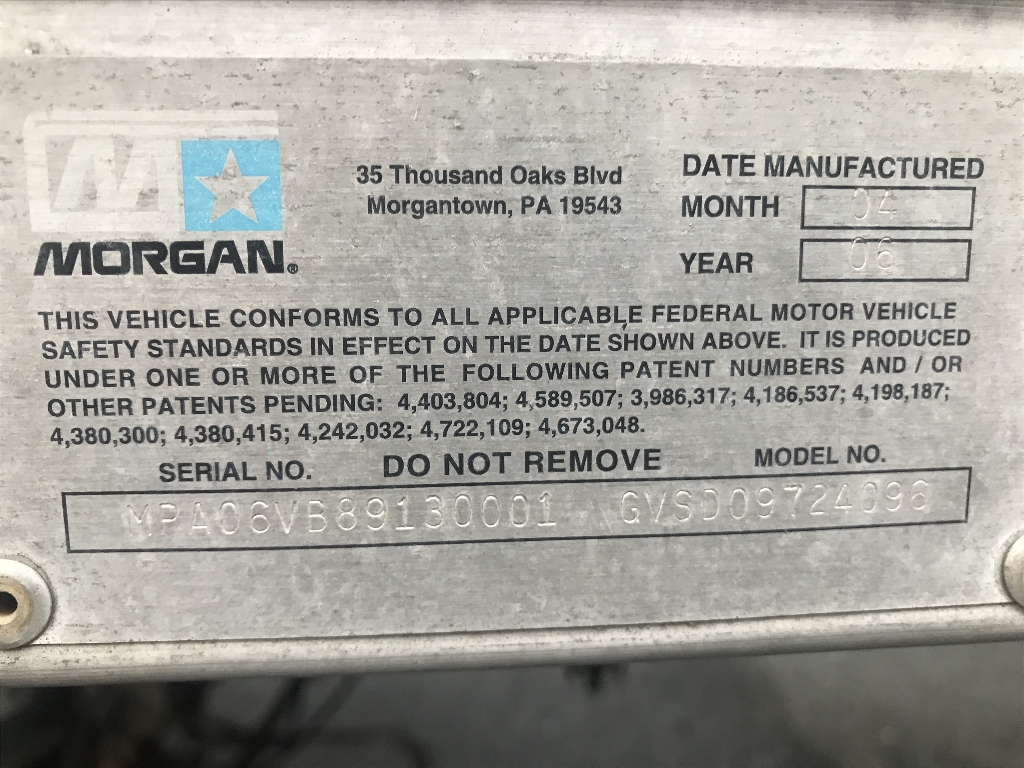 M
MORGAN®
35 Thousand Oaks Blvd
Morgantown, PA 19543
DATE MANUFACTURED
MONTH 04
YEAR 06
THIS VEHICLE CONFORMS TO ALL APPLICABLE FEDERAL MOTOR VEHICLE
SAFETY STANDARDS IN EFFECT ON THE DATE SHOWN ABOVE. IT IS PRODUCED
UNDER ONE OR MORE OF THE FOLLOWING PATENT NUMBERS AND / OR
OTHER PATENTS PENDING: 4,403,804; 4,589,507; 3,986,317; 4,186,537; 4,198,187;
4,380,300; 4,380,415; 4,242,032; 4,722,109; 4,673,048.
SERIAL NO. DO NOT REMOVE MODEL NO.
MPA06VB89130001 GVSD09724096